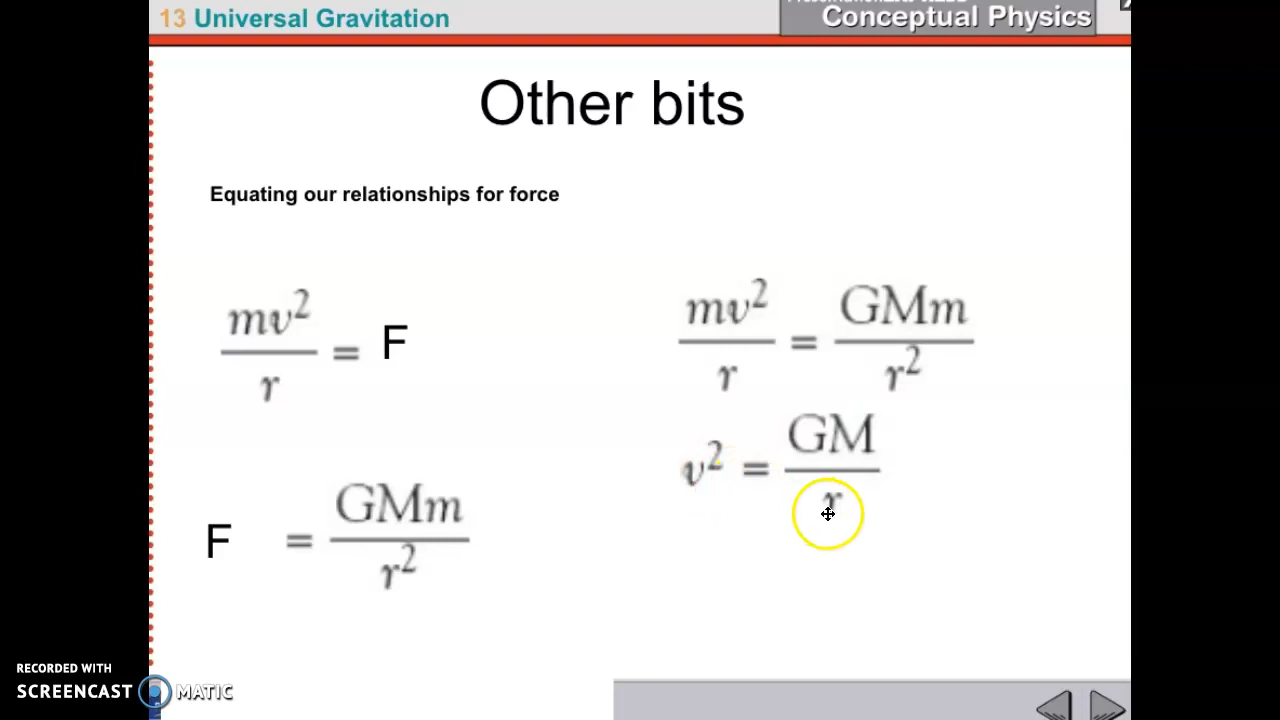 13 Universal Gravitation
Conceptual Physics
Other bits
Equating our relationships for force
mv²/r = F
F = GMm/r²
mv²/r = GMm/r²
v² = GM/r
RECORDED WITH
SCREENCAST MATIC